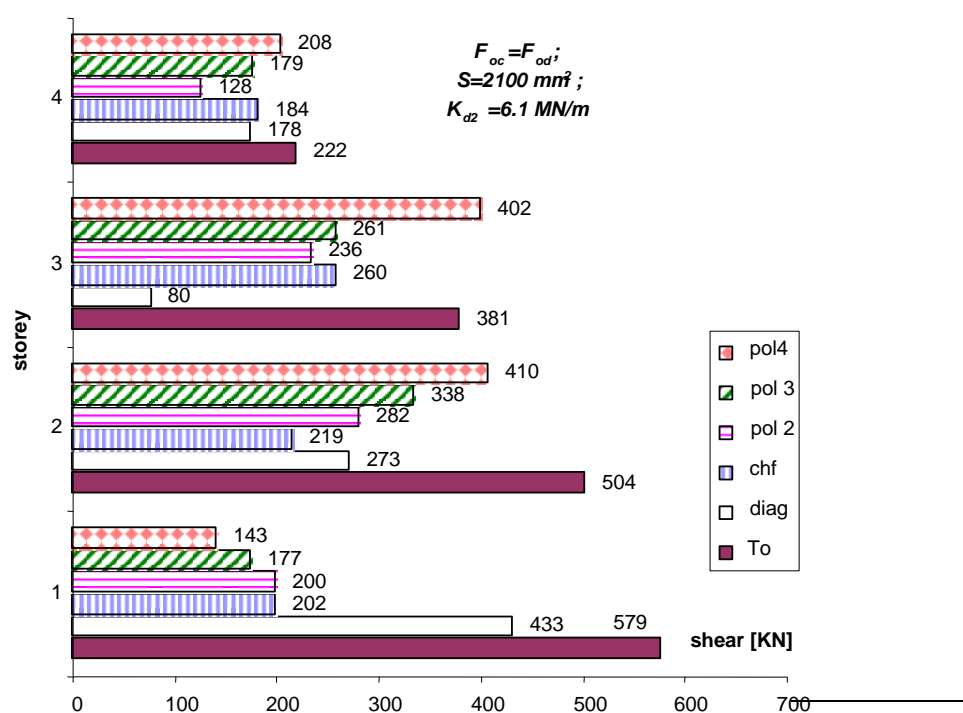 F_oc =F_od ;
S=2100 mm² ;
K_d2 =6.1 MN/m
4
208
179
128
184
178
222
3
402
261
236
260
80
381
2
410
338
282
219
273
504
1
143
177
200
202
433
579
storey
pol4
pol 3
pol 2
chf
diag
To
shear [KN]
0 100 200 300 400 500 600 700